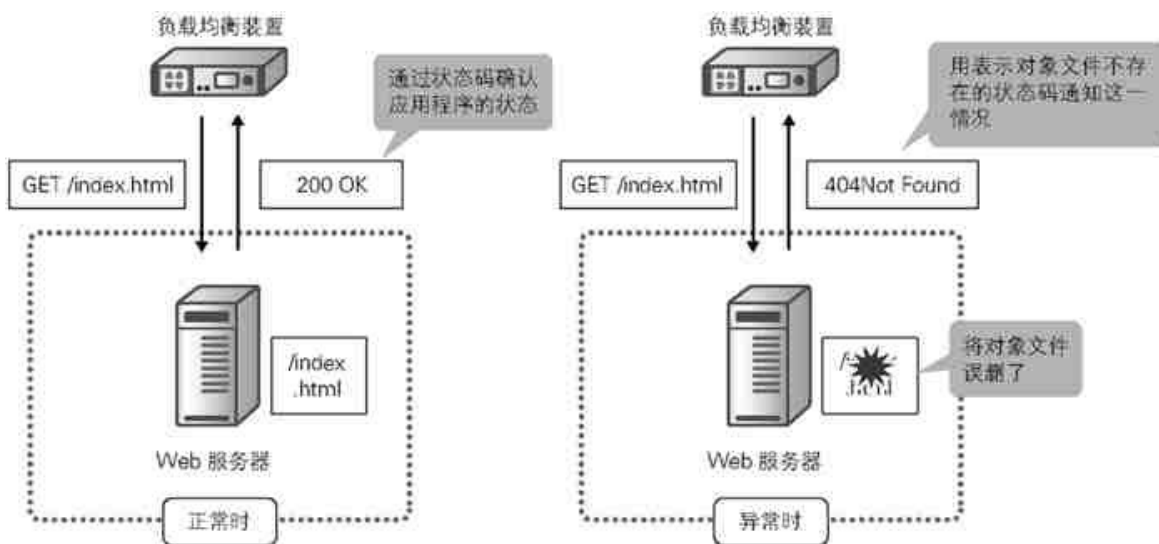 负载均衡装置
通过状态码确认
应用程序的状态
GET /index.html
200 OK
/index
.html
Web 服务器
正常时
负载均衡装置
用表示对象文件不存
在的状态码通知这一
情况
GET /index.html
404Not Found
将对象文件
误删了
Web 服务器
异常时